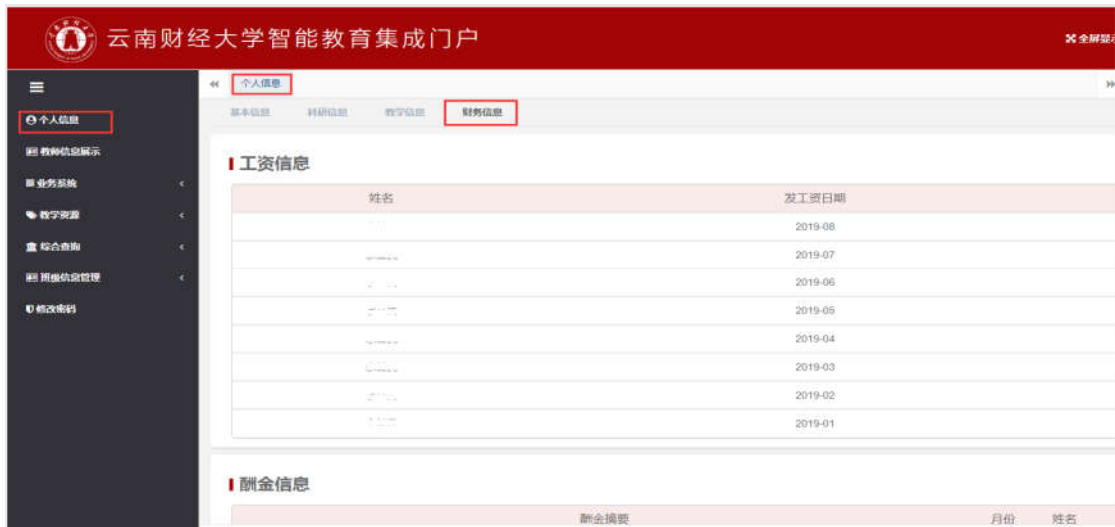 云南财经大学智能教育集成门户
全屏显示
个人信息
个人信息
基本信息 科研信息 教学信息 财务信息
教师信息展示
业务系统
教学资源
综合查询
班级信息管理
修改密码
工资信息
姓名 发工资日期
2019-08
2019-07
2019-06
2019-05
2019-04
2019-03
2019-02
2019-01
酬金信息
酬金摘要 月份 姓名